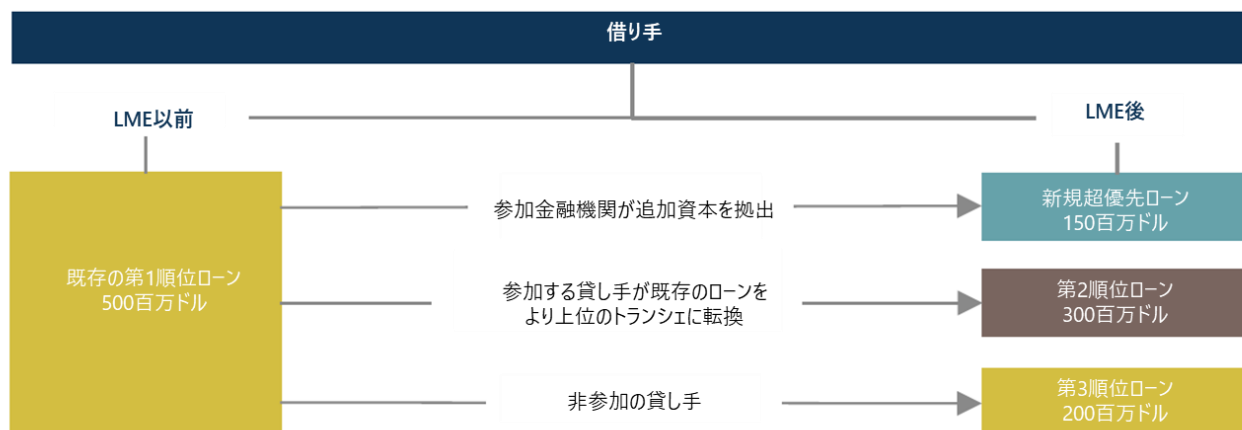 借り手
LME以前
LME後
既存の第1順位ローン
500百万ドル
参加金融機関が追加資本を拠出
新規超優先ローン
150百万ドル
参加する貸し手が既存のローンを
より上位のトランシェに転換
第2順位ローン
300百万ドル
非参加の貸し手
第3順位ローン
200百万ドル